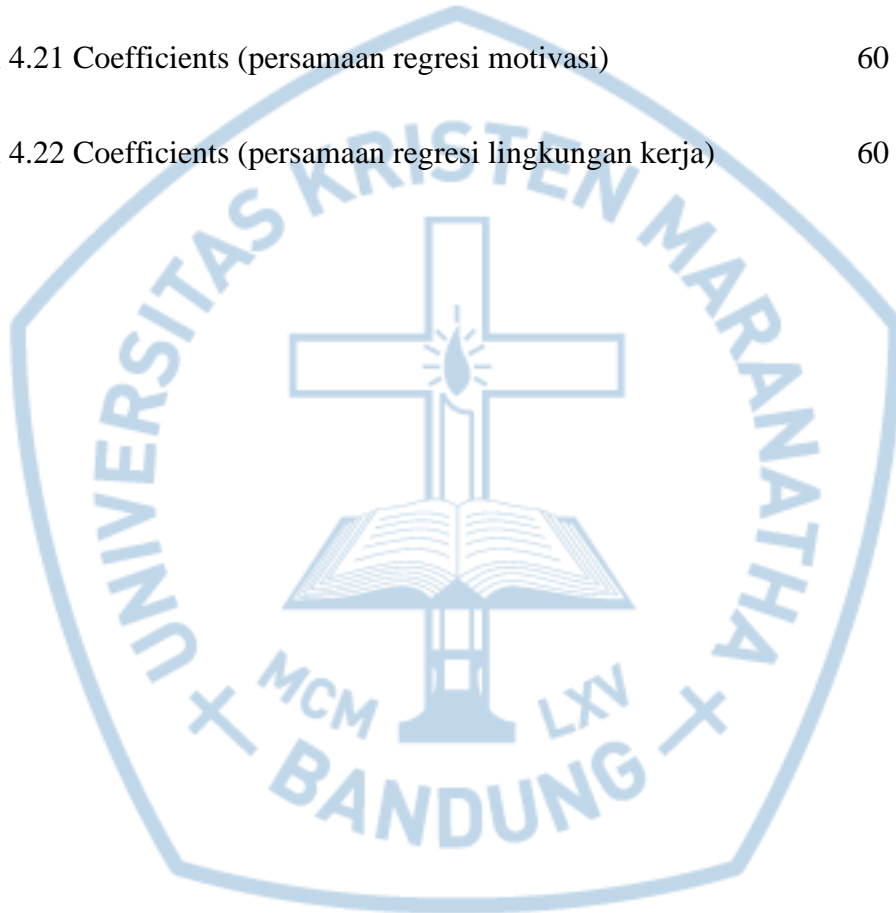 4.21 Coefficients (persamaan regresi motivasi) 60
4.22 Coefficients (persamaan regresi lingkungan kerja) 60
UNIVERSITAS KRISTEN MARANATHA
MCM LXV
BANDUNG